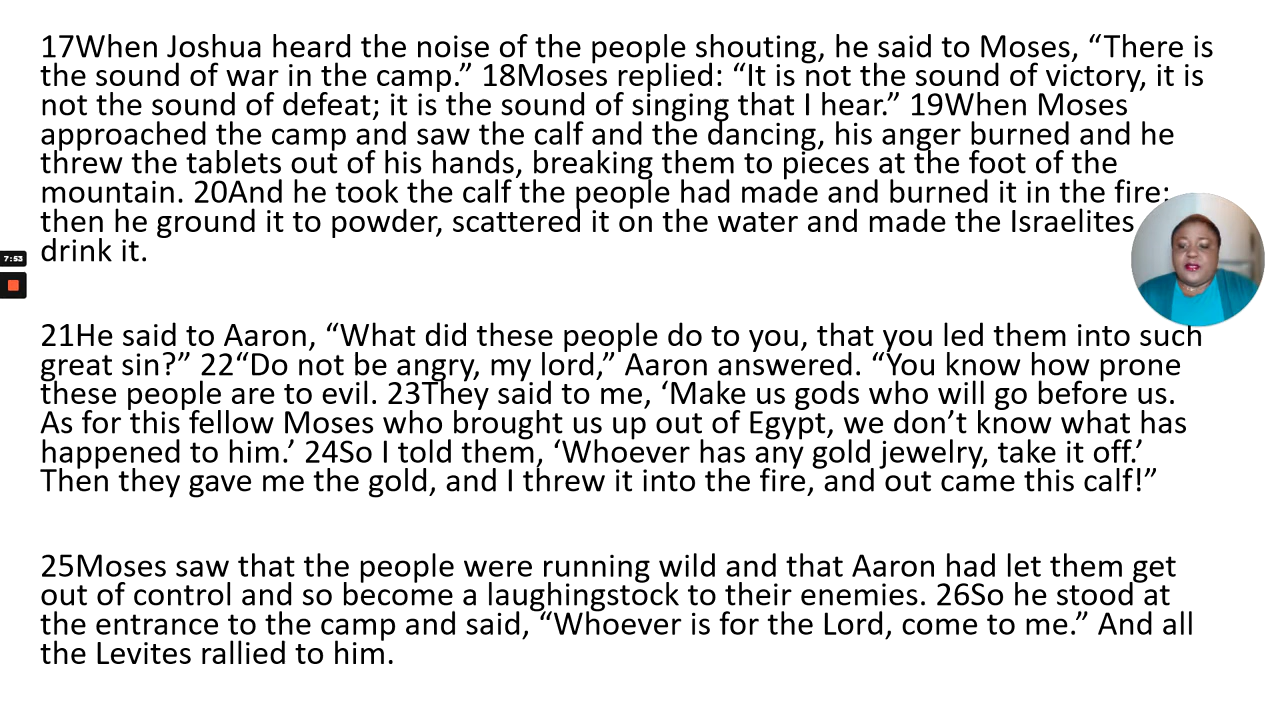 17When Joshua heard the noise of the people shouting, he said to Moses, “There is
the sound of war in the camp.” 18Moses replied: “It is not the sound of victory, it is
not the sound of defeat; it is the sound of singing that I hear.” 19When Moses
approached the camp and saw the calf and the dancing, his anger burned and he
threw the tablets out of his hands, breaking them to pieces at the foot of the
mountain. 20And he took the calf the people had made and burned it in the fire;
then he ground it to powder, scattered it on the water and made the Israelites
drink it.
7:53
21He said to Aaron, “What did these people do to you, that you led them into such
great sin?” 22“Do not be angry, my lord,” Aaron answered. “You know how prone
these people are to evil. 23They said to me, ‘Make us gods who will go before us.
As for this fellow Moses who brought us up out of Egypt, we don’t know what has
happened to him.’ 24So I told them, ‘Whoever has any gold jewelry, take it off.’
Then they gave me the gold, and I threw it into the fire, and out came this calf!”
25Moses saw that the people were running wild and that Aaron had let them get
out of control and so become a laughingstock to their enemies. 26So he stood at
the entrance to the camp and said, “Whoever is for the Lord, come to me.” And all
the Levites rallied to him.